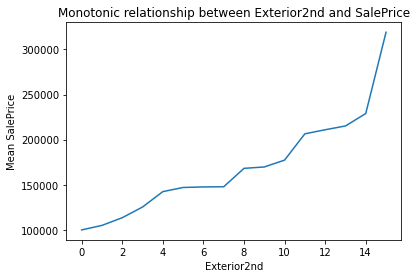 Monotonic relationship between Exterior2nd and SalePrice
300000
250000
200000
150000
100000
Mean SalePrice
0 2 4 6 8 10 12 14
Exterior2nd